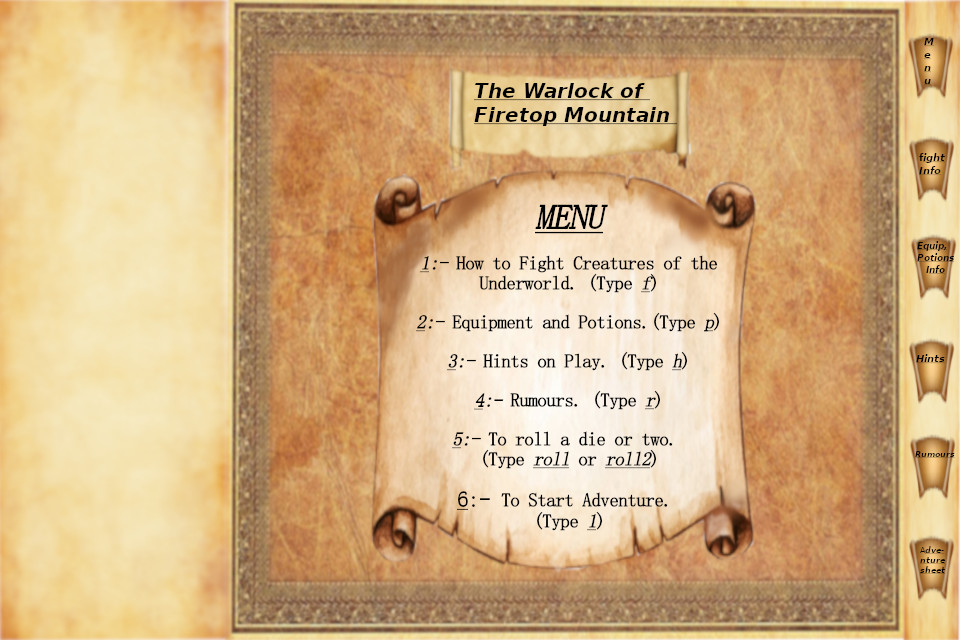 The Warlock of
Firetop Mountain
MENU
1:- How to Fight Creatures of the
Underworld. (Type f)
2:- Equipment and Potions. (Type p)
3:- Hints on Play. (Type h)
4:- Rumours. (Type r)
5:- To roll a die or two.
(Type roll or roll2)
6:- To Start Adventure.
(Type 1)
M
e
n
u
fight
Info
Equip,
Potions
Info
Hints
Rumours
Adve-
nture
sheet